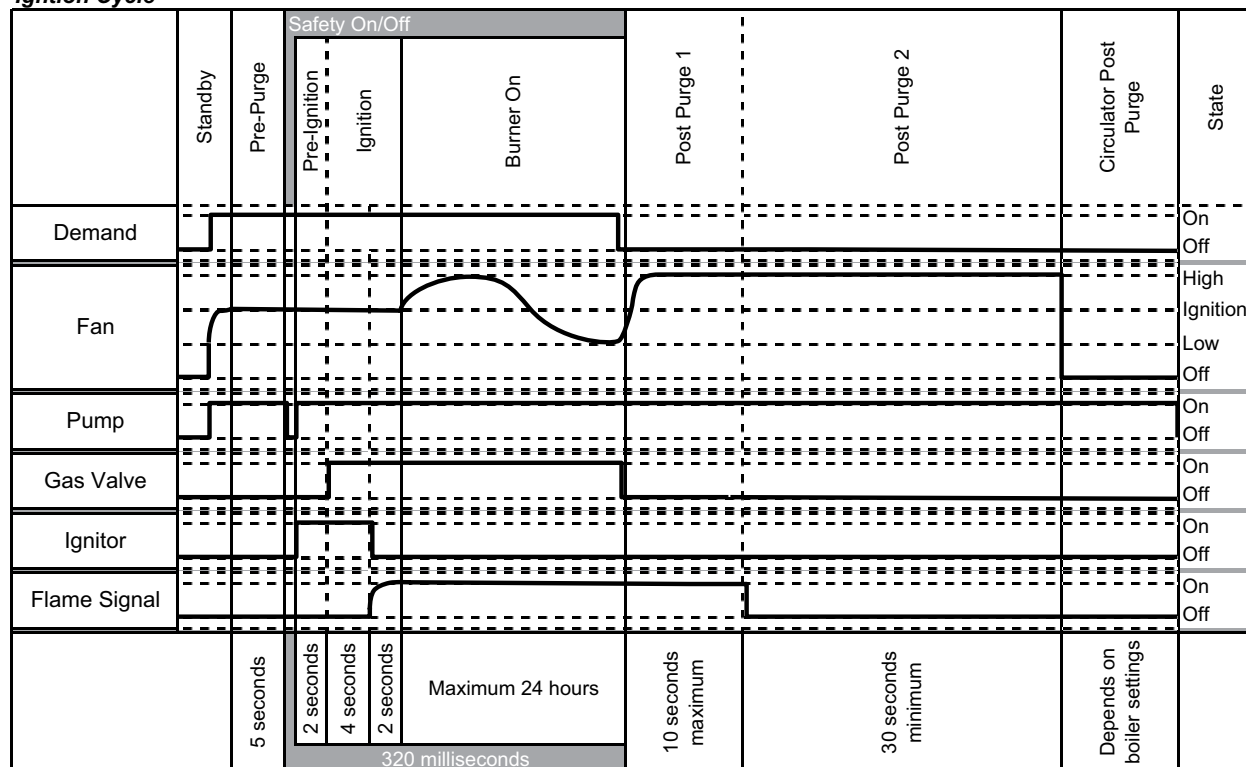 Ignition Cycle
Safety On/Off
Standby
Pre-Purge
Pre-Ignition
Ignition
Burner On
Post Purge 1
Post Purge 2
Circulator Post
Purge
State
Demand
On
Off
Fan
High
Ignition
Low
Off
Pump
On
Off
Gas Valve
On
Off
Ignitor
On
Off
Flame Signal
On
Off
5 seconds
2 seconds
4 seconds
2 seconds
Maximum 24 hours
10 seconds
maximum
30 seconds
minimum
Depends on
boiler settings
320 milliseconds